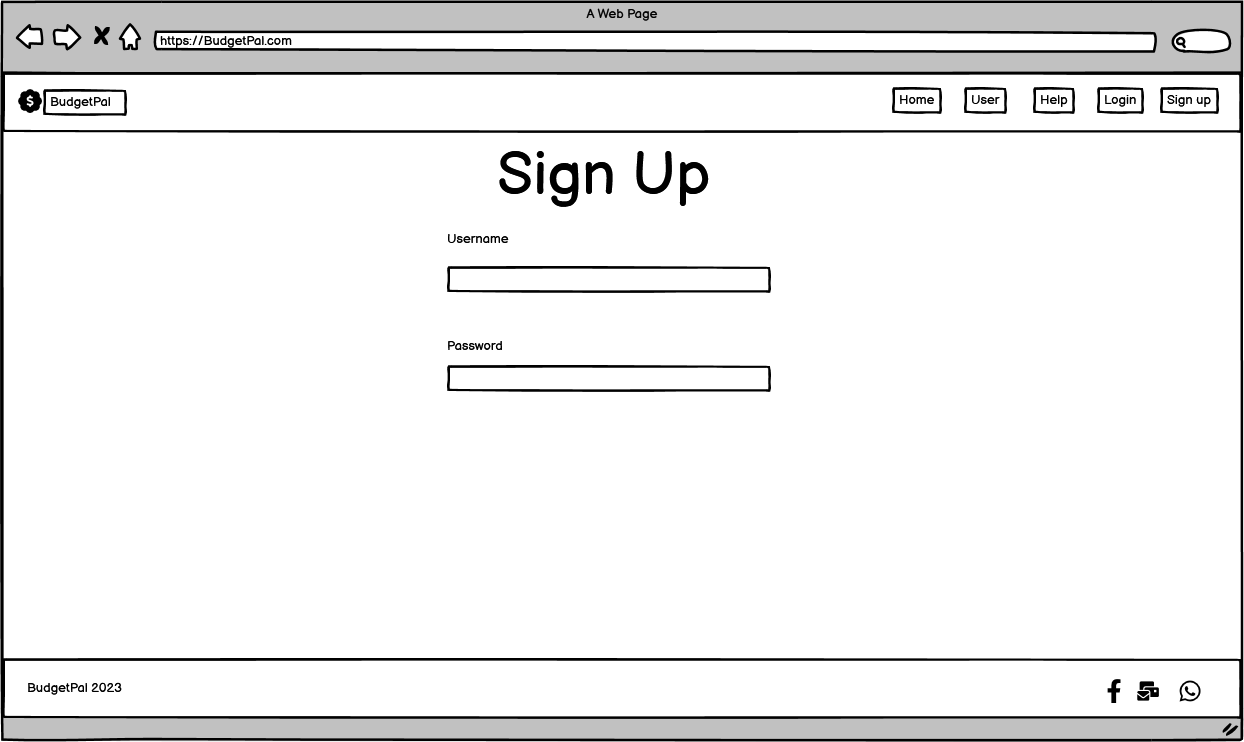 A Web Page
https://BudgetPal.com
$ BudgetPal Home User Help Login Sign up
Sign Up
Username
Password
BudgetPal 2023